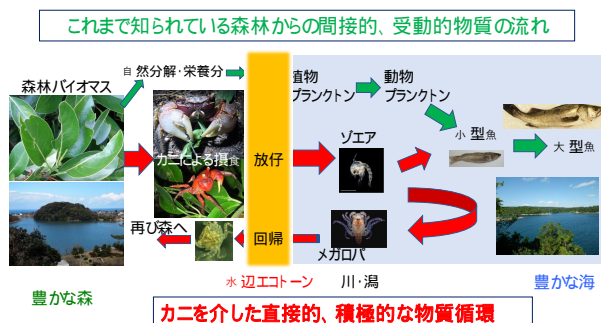 これまで知られている森林からの間接的、受動的物質の流れ
森林バイオマス
自然分解・栄養分
植物
プランクトン
動物
プランクトン
カニによる摂食
放仔
ゾエア
小型魚
大型魚
再び森へ
回帰
メガロパ
豊かな森
水辺エコトーン
川・潟
豊かな海
カニを介した直接的、積極的な物質循環